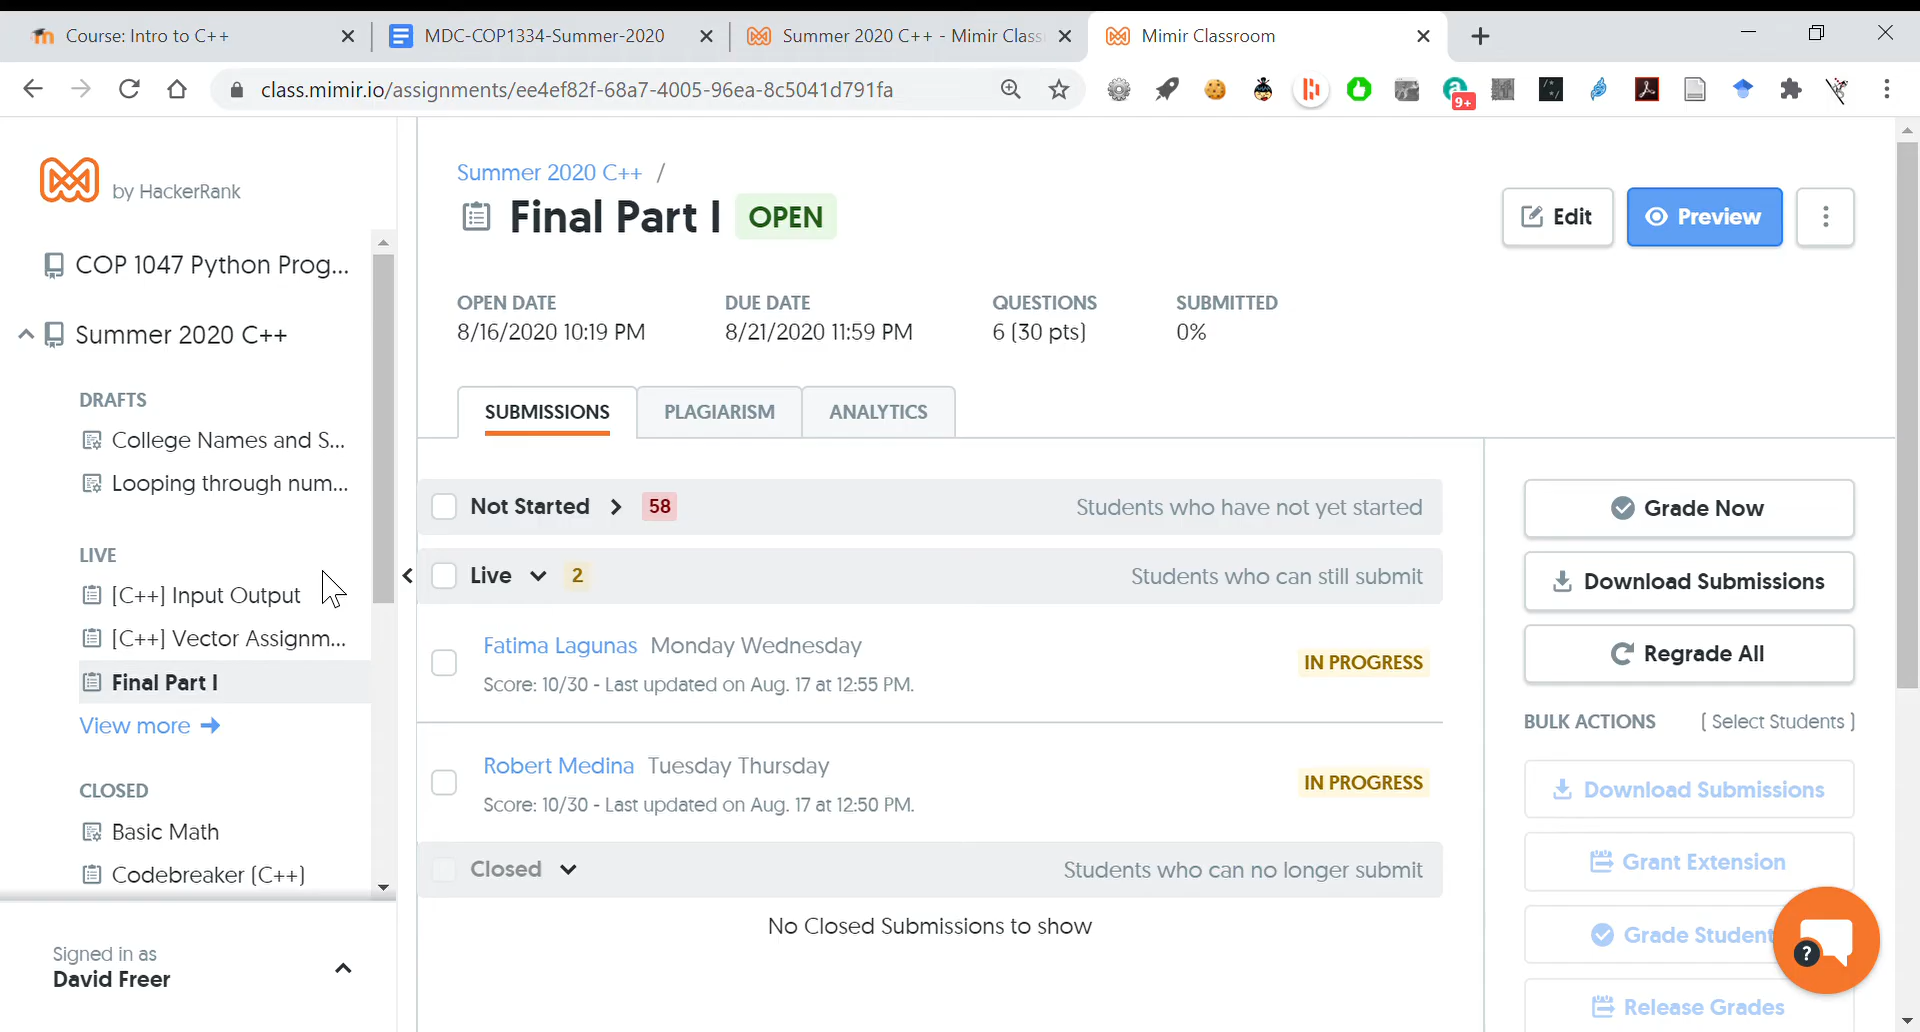 Course: Intro to C++
MDC-COP1334-Summer-2020
Summer 2020 C++ - Mimir Class
Mimir Classroom
class.mimir.io/assignments/ee4ef82f-68a7-4005-96ea-8c5041d791fa
9+
by HackerRank
COP 1047 Python Prog...
Summer 2020 C++
DRAFTS
College Names and S...
Looping through num...
LIVE
[C++] Input Output
[C++] Vector Assignm...
Final Part I
View more
CLOSED
Basic Math
Codebreaker (C++)
Signed in as
David Freer
Summer 2020 C++ /
Final Part I OPEN
Edit
Preview
OPEN DATE
8/16/2020 10:19 PM
DUE DATE
8/21/2020 11:59 PM
QUESTIONS
6 (30 pts)
SUBMITTED
0%
SUBMISSIONS
PLAGIARISM
ANALYTICS
Not Started 58 Students who have not yet started
Live 2 Students who can still submit
Fatima Lagunas Monday Wednesday
Score: 10/30 - Last updated on Aug. 17 at 12:55 PM.
IN PROGRESS
Robert Medina Tuesday Thursday
Score: 10/30 - Last updated on Aug. 17 at 12:50 PM.
IN PROGRESS
Closed Students who can no longer submit
No Closed Submissions to show
Grade Now
Download Submissions
Regrade All
BULK ACTIONS [ Select Students ]
Download Submissions
Grant Extension
Grade Student
Release Grades
?